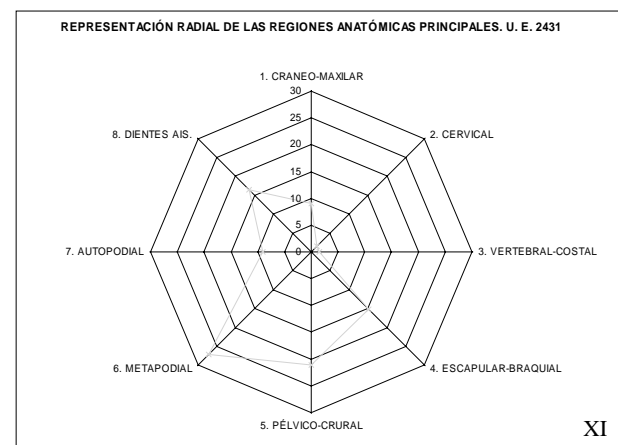 REPRESENTACIÓN RADIAL DE LAS REGIONES ANATÓMICAS PRINCIPALES. U. E. 2431
1. CRANEO-MAXILAR
30
25
20
15
10
5
0
8. DIENTES AIS.
2. CERVICAL
7. AUTOPODIAL
3. VERTEBRAL-COSTAL
6. METAPODIAL
4. ESCAPULAR-BRAQUIAL
5. PÉLVICO-CRURAL
XI